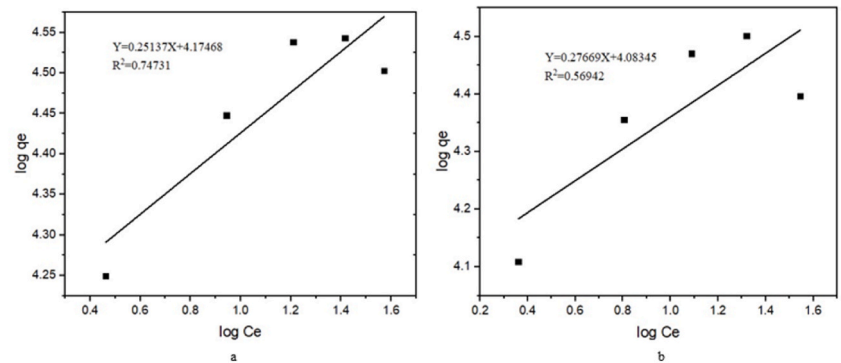 Y=0.25137X+4.17468
R²=0.74731
log qe
4.55
4.50
4.45
4.40
4.35
4.30
4.25
0.4 0.6 0.8 1.0 1.2 1.4 1.6
log Ce
a
Y=0.27669X+4.08345
R²=0.56942
log qe
4.5
4.4
4.3
4.2
4.1
0.2 0.4 0.6 0.8 1.0 1.2 1.4 1.6
log Ce
b